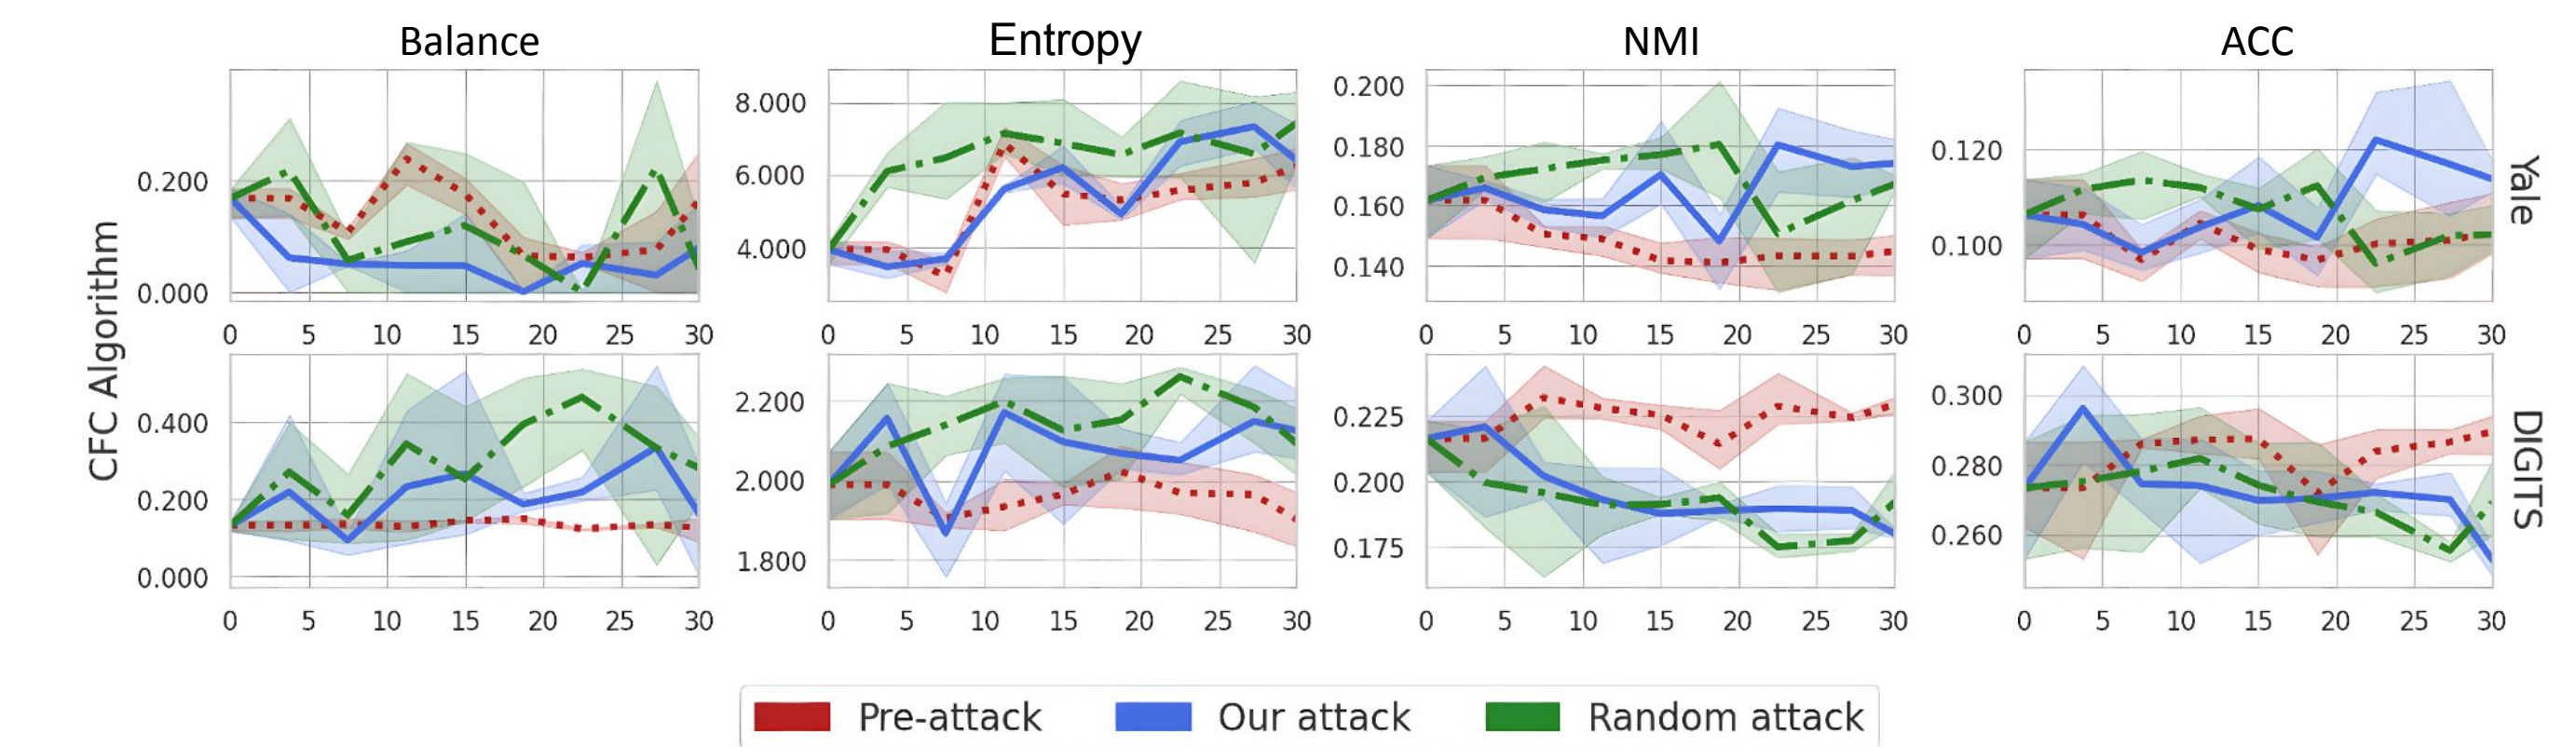 Balance Entropy NMI ACC
CFC Algorithm
0.200
0.000
0 5 10 15 20 25 30
8.000
6.000
4.000
0 5 10 15 20 25 30
0.200
0.180
0.160
0.140
0 5 10 15 20 25 30
0.120
0.100
0 5 10 15 20 25 30
Yale
0.400
0.200
0.000
0 5 10 15 20 25 30
2.200
2.000
1.800
0 5 10 15 20 25 30
0.225
0.200
0.175
0 5 10 15 20 25 30
0.300
0.280
0.260
0 5 10 15 20 25 30
DIGITS
Pre-attack Our attack Random attack